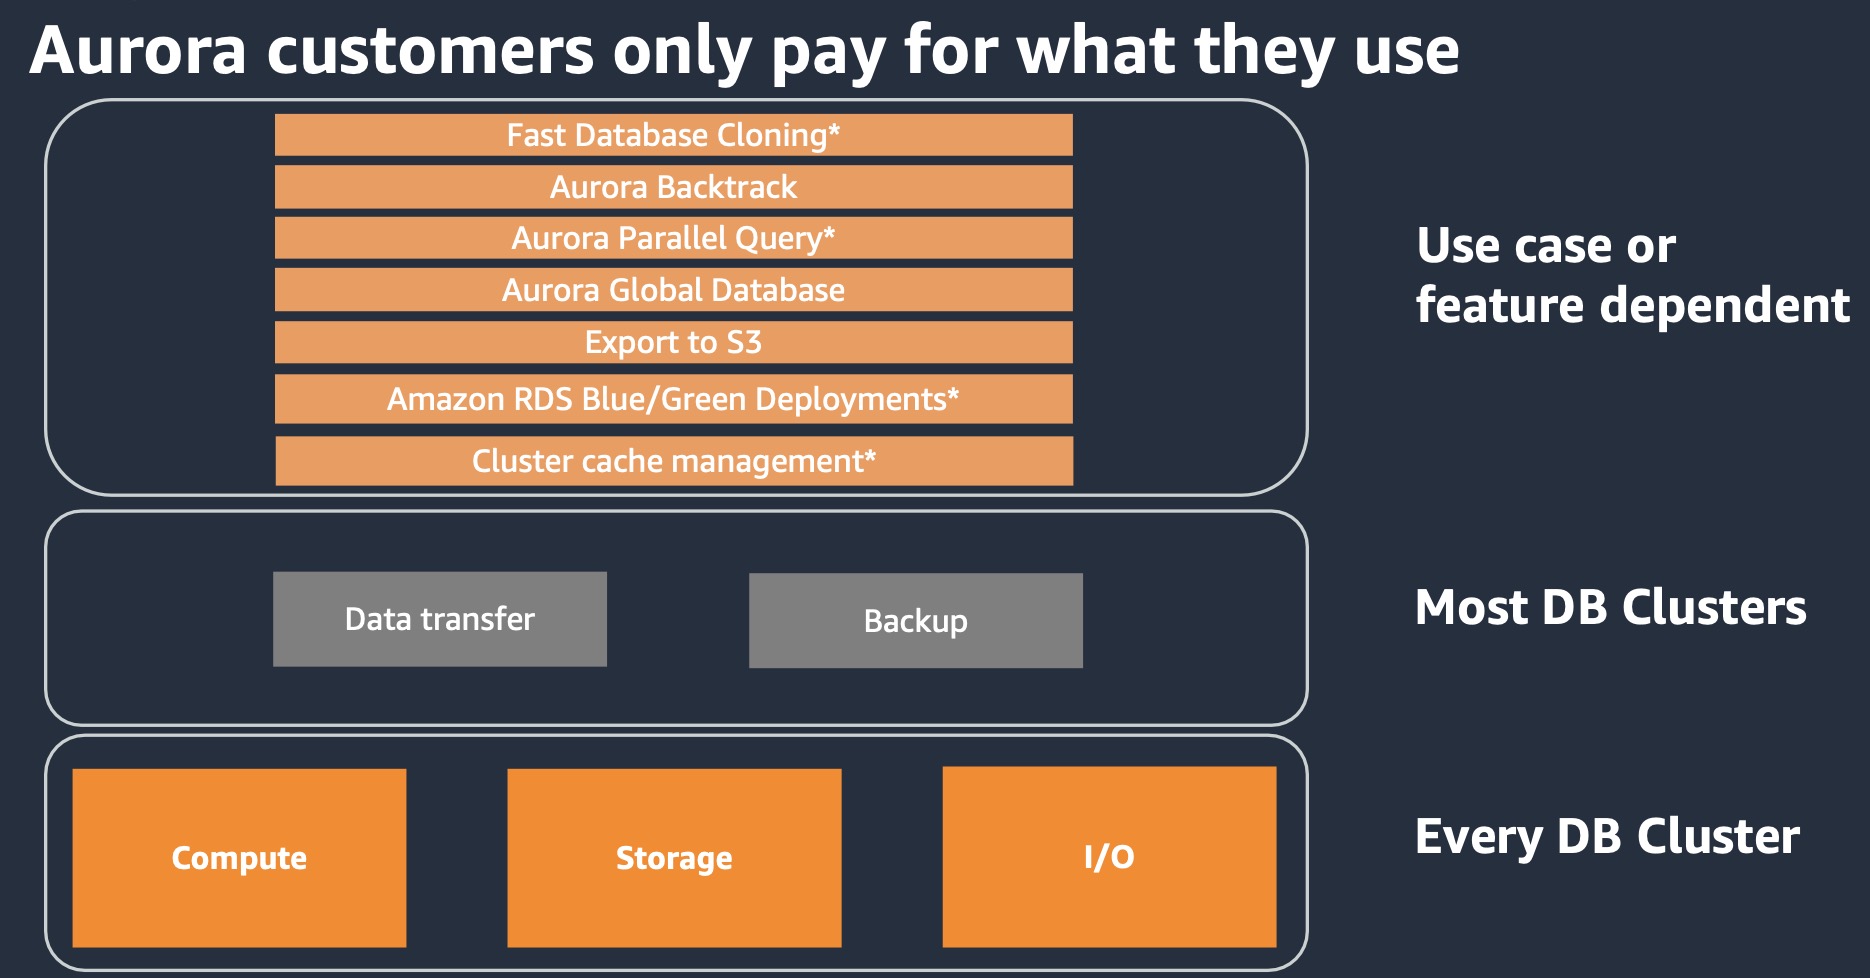 Aurora customers only pay for what they use
Fast Database Cloning*
Aurora Backtrack
Aurora Parallel Query*
Aurora Global Database
Export to S3
Amazon RDS Blue/Green Deployments*
Cluster cache management*
Use case or
feature dependent
Data transfer
Backup
Most DB Clusters
Compute
Storage
I/O
Every DB Cluster